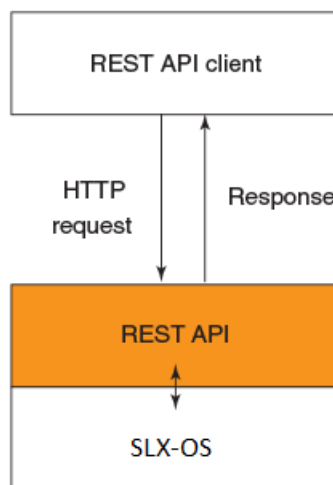 REST API client
HTTP
request
Response
REST API
SLX-OS